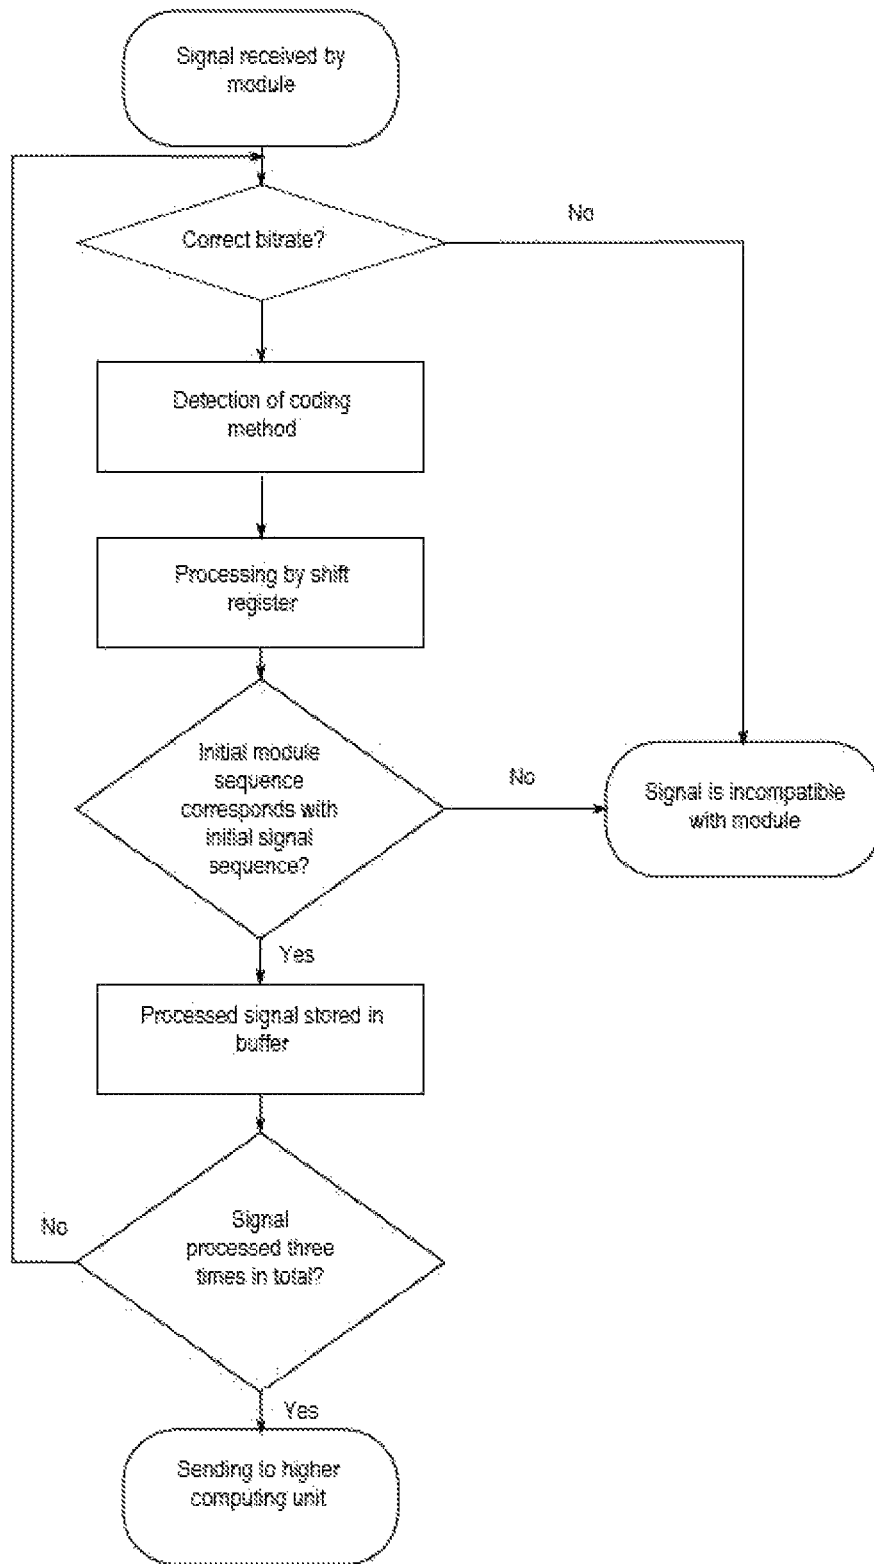 Signal received by
module
Correct bitrate?
No
Detection of coding
method
Processing by shift
register
Initial module
sequence
corresponds with
initial signal
sequence?
No
Signal is incompatible
with module
Yes
Processed signal stored in
buffer
No
Signal
processed three
times in total?
Yes
Sending to higher
computing unit